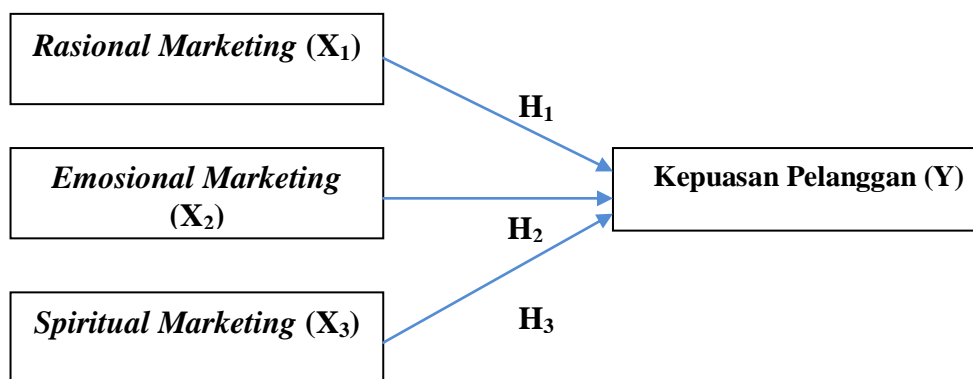 Rasional Marketing (X₁)
H₁
Emosional Marketing
(X₂)
Kepuasan Pelanggan (Y)
H₂
Spiritual Marketing (X₃)
H₃